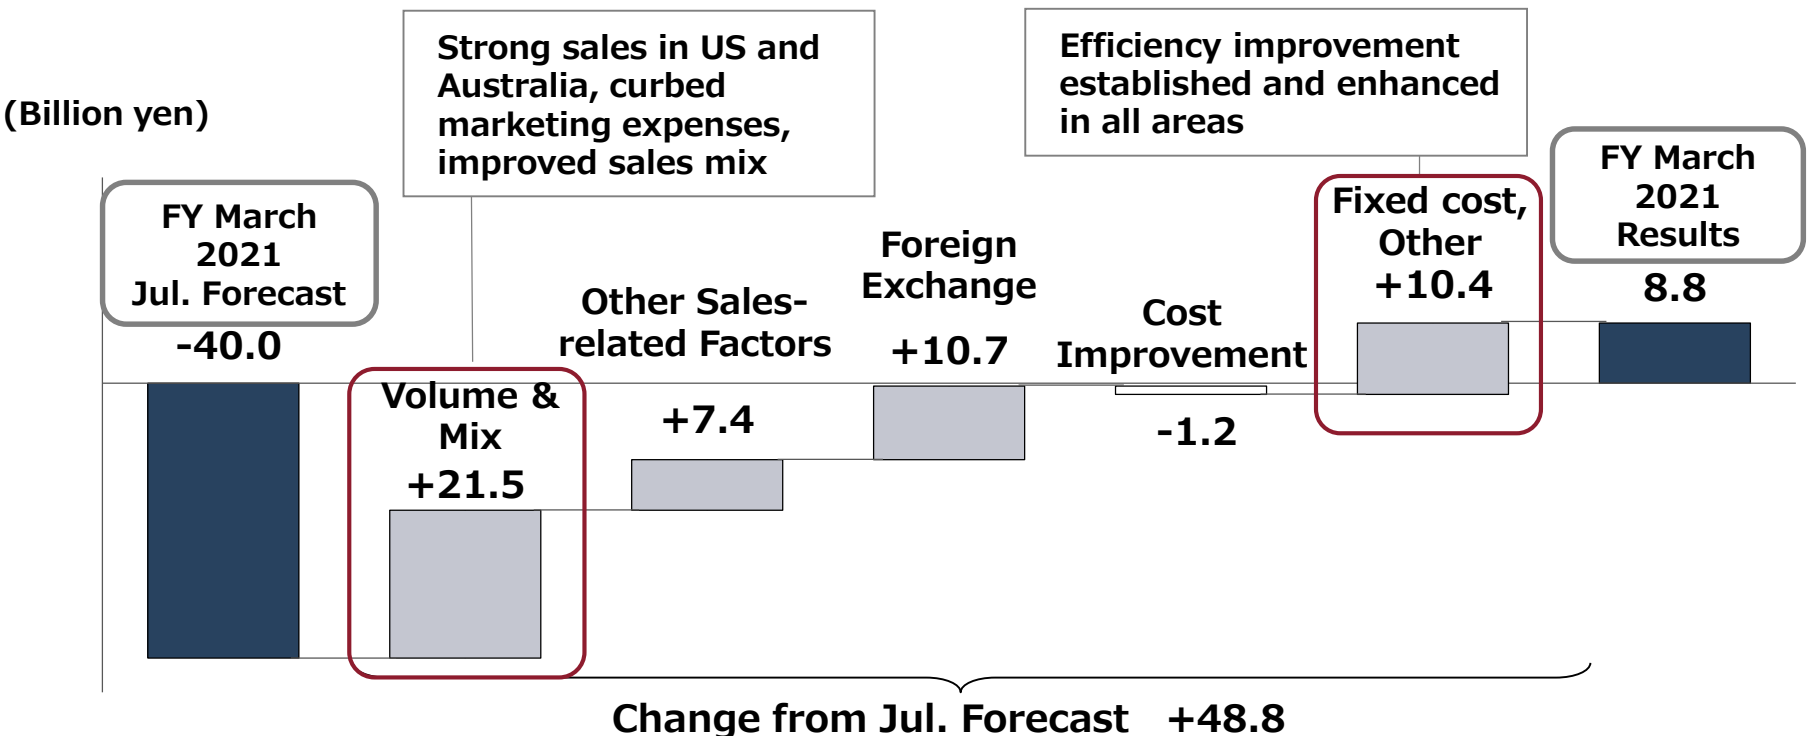 (Billion yen)
Strong sales in US and
Australia, curbed
marketing expenses,
improved sales mix
Efficiency improvement
established and enhanced
in all areas
FY March
2021
Jul. Forecast
-40.0
Volume &
Mix
+21.5
Other Sales-
related Factors
+7.4
Foreign
Exchange
+10.7
Cost
Improvement
-1.2
Fixed cost,
Other
+10.4
FY March
2021
Results
8.8
Change from Jul. Forecast +48.8